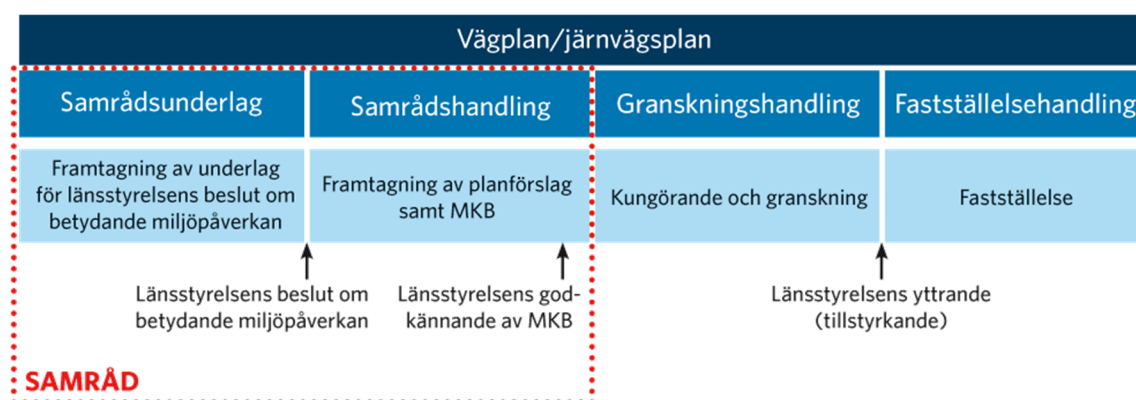 Vägplan/järnvägsplan
Samrådsunderlag
Samrådshandling
Granskningshandling
Fastställelsehandling
Framtagning av underlag
för länsstyrelsens beslut om
betydande miljöpåverkan
Framtagning av planförslag
samt MKB
Kungörande och granskning
Fastställelse
Länsstyrelsens beslut om
betydande miljöpåverkan
Länsstyrelsens god-
kännande av MKB
Länsstyrelsens yttrande
(tillstyrkande)
SAMRÅD